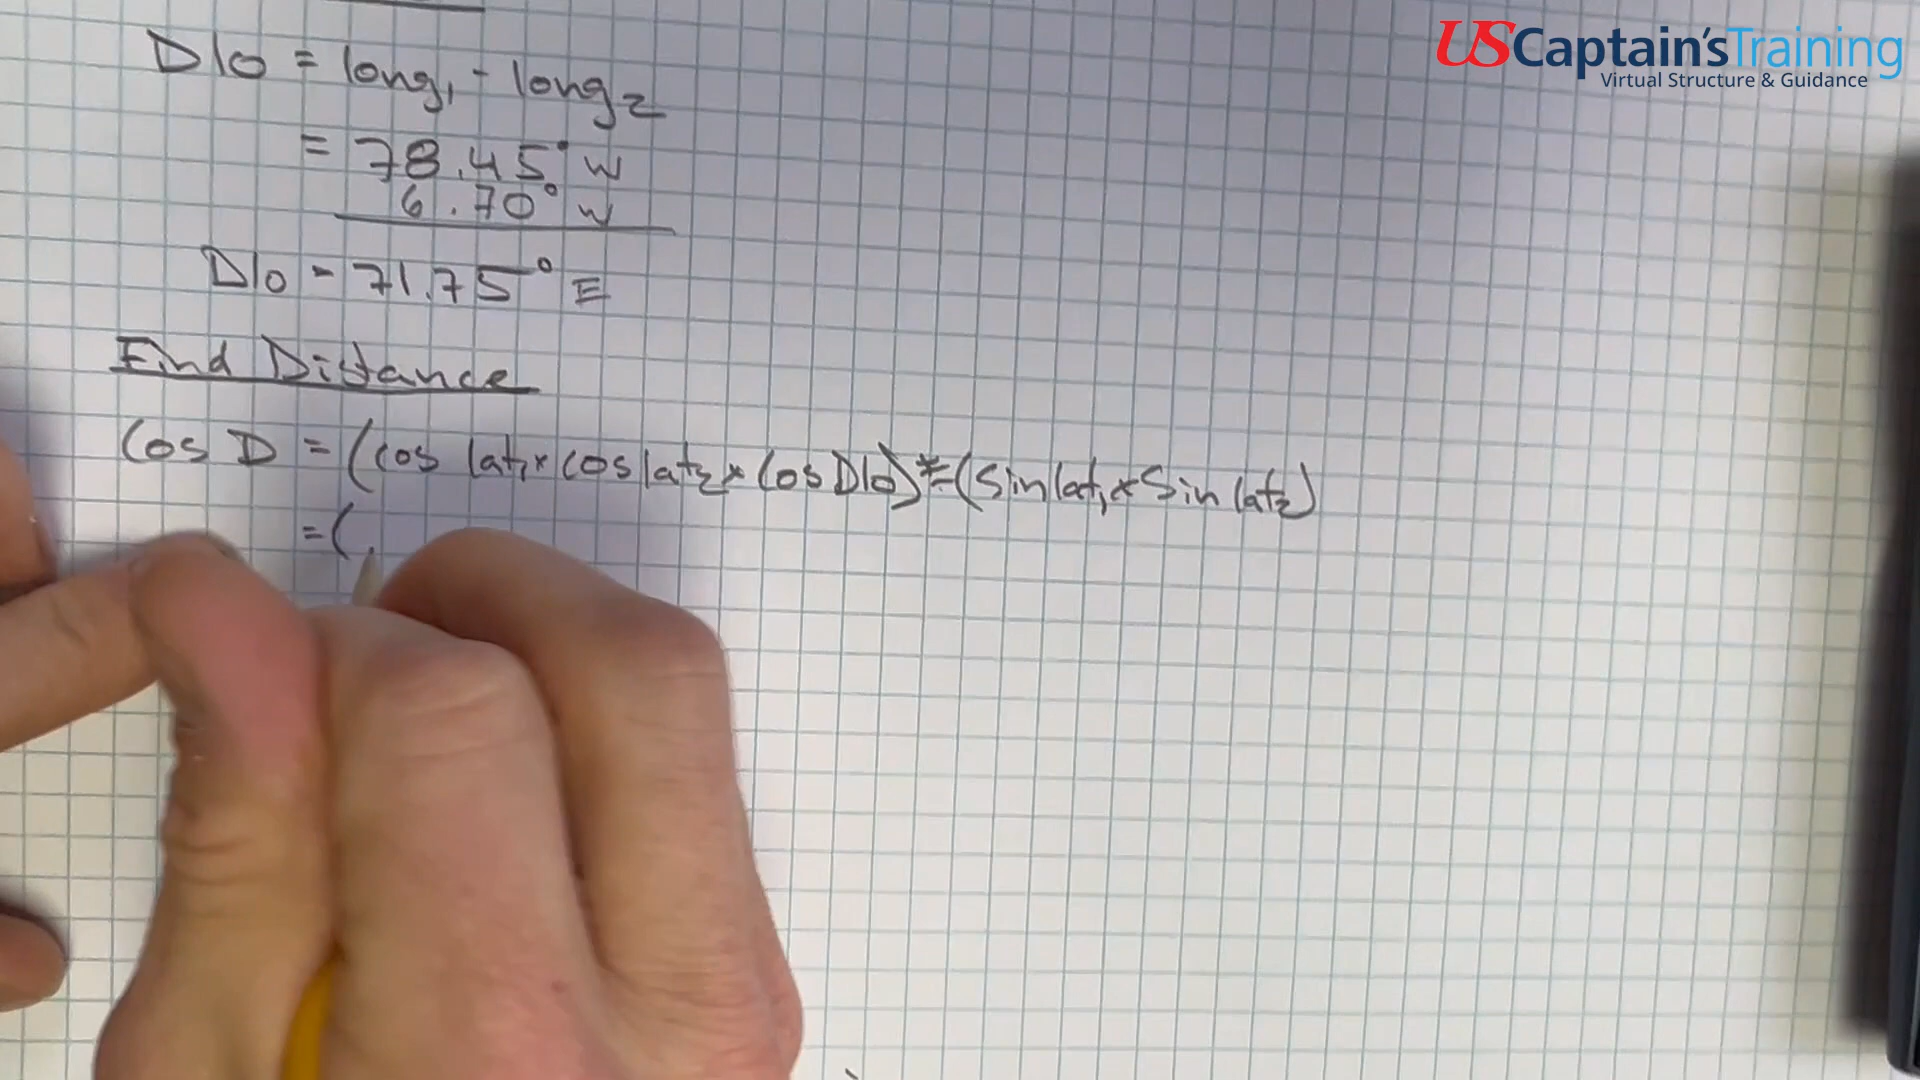 USCaptain'sTraining
Virtual Structure & Guidance
Dlo = long₁ - long₂
= 78.45° W
6.70° W
Dlo = 71.75° E
Find Distance
Cos D = (cos lat₁ x cos lat₂ x Cos Dlo) ± (Sin lat₁ x Sin lat₂)
= (.